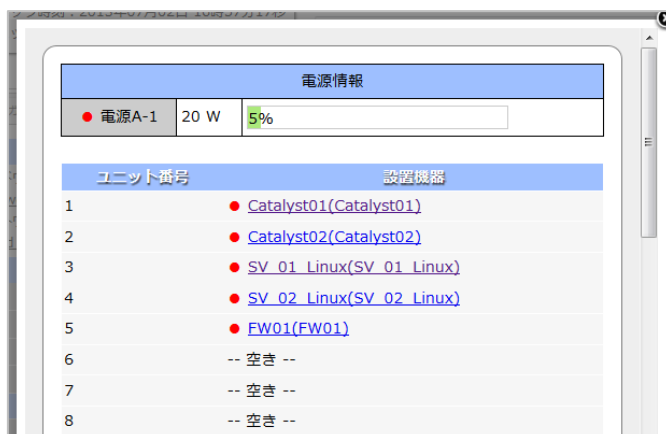 電源情報
● 電源A-1 20 W 5%
ユニット番号 設置機器
1 ● Catalyst01(Catalyst01)
2 ● Catalyst02(Catalyst02)
3 ● SV_01_Linux(SV_01_Linux)
4 ● SV_02_Linux(SV_02_Linux)
5 ● FW01(FW01)
6 -- 空き --
7 -- 空き --
8 -- 空き --